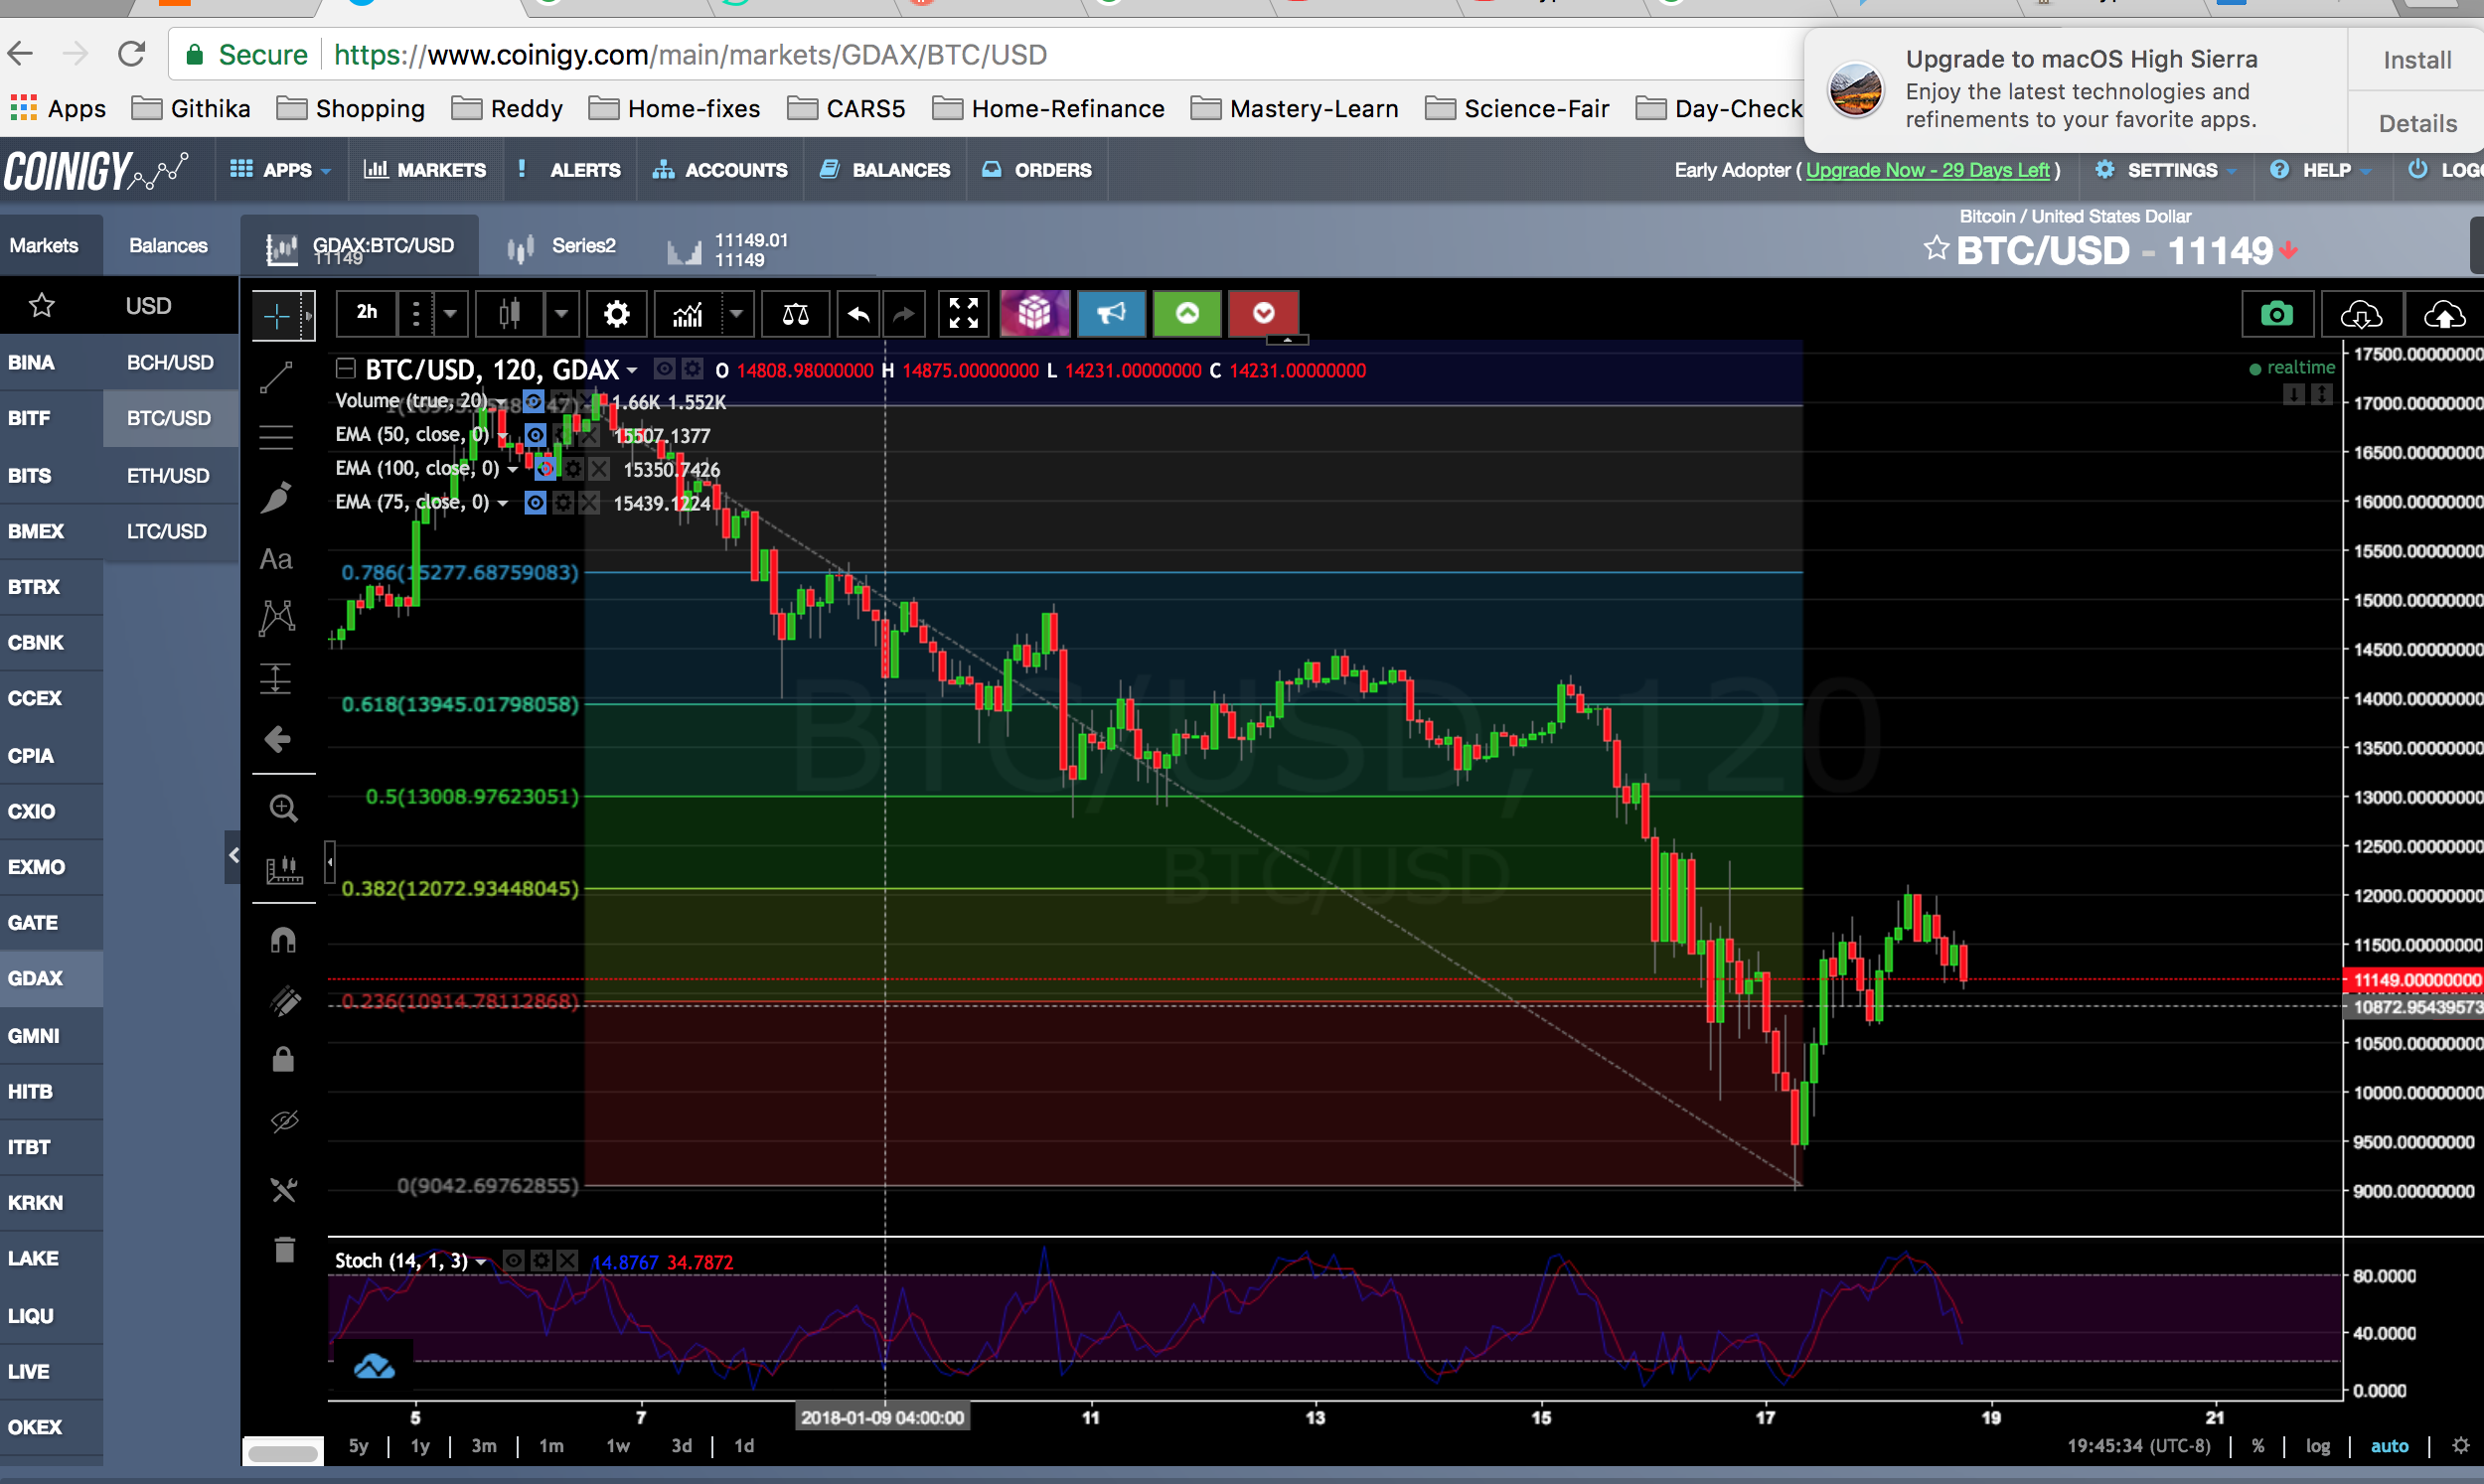 Secure https://www.coinigy.com/main/markets/GDAX/BTC/USD
Upgrade to macOS High Sierra
Enjoy the latest technologies and
refinements to your favorite apps.
Install
Details
Apps Githika Shopping Reddy Home-fixes CARS5 Home-Refinance Mastery-Learn Science-Fair Day-Check
COINIGY APPS MARKETS ! ALERTS ACCOUNTS BALANCES ORDERS Early Adopter ( Upgrade Now - 29 Days Left ) SETTINGS ? HELP
Markets Balances GDAX:BTC/USD 11149 Series2 11149.01 11149
Bitcoin / United States Dollar
BTC/USD - 11149
USD
BINA BCH/USD
BITF BTC/USD
BITS ETH/USD
BMEX LTC/USD
BTRX
CBNK
CCEX
CPIA
CXIO
EXMO
GATE
GDAX
GMNI
HITB
ITBT
KRKN
LAKE
LIQU
LIVE
OKEX
2h
Aa
BTC/USD, 120, GDAX O 14808.98000000 H 14875.00000000 L 14231.00000000 C 14231.00000000
realtime
Volume (true, 20) 1.66K 1.552K
EMA (50, close, 0) 15507.1377
EMA (100, close, 0) 15350.7426
EMA (75, close, 0) 15439.1224
0.786(15277.68759083)
0.618(13945.01798058)
0.5(13008.97623051)
0.382(12072.93448045)
0.236(10914.78112868)
0(9042.69762855)
BTC/USD, 120
BTC/USD
17500.00000000
17000.00000000
16500.00000000
16000.00000000
15500.00000000
15000.00000000
14500.00000000
14000.00000000
13500.00000000
13000.00000000
12500.00000000
12000.00000000
11500.00000000
11149.00000000
10872.95439573
10500.00000000
10000.00000000
9500.00000000
9000.00000000
Stoch (14, 1, 3) 14.8767 34.7872
80.0000
40.0000
0.0000
5 7 2018-01-09 04:00:00 11 13 15 17 19 21
5y 1y 3m 1m 1w 3d 1d 19:45:34 (UTC-8) % log auto